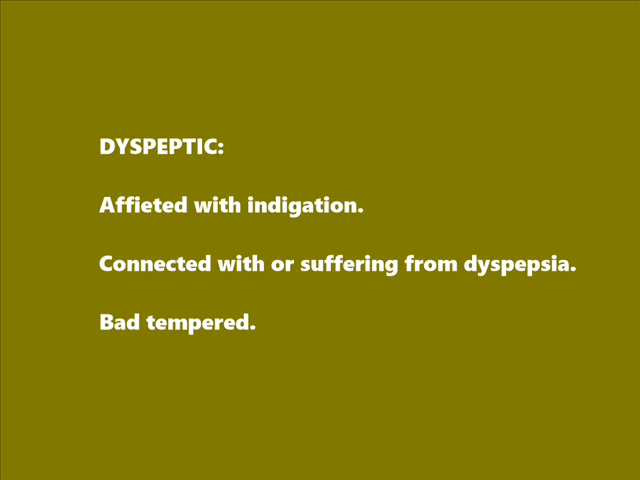 DYSPEPTIC:
Affieted with indigation.
Connected with or suffering from dyspepsia.
Bad tempered.